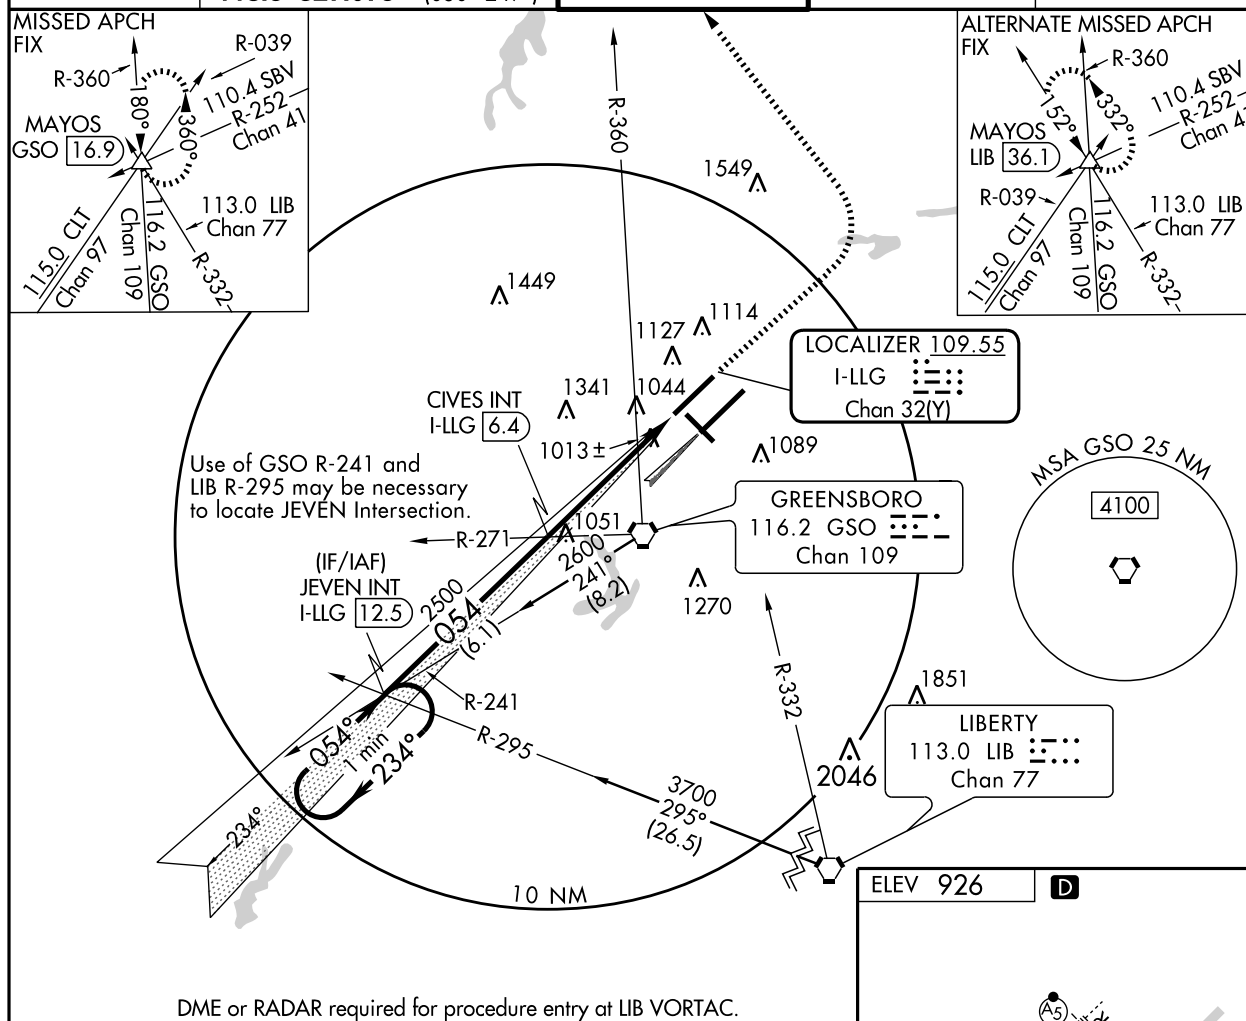 MISSED APCH
FIX
R-039
R-360
110.4 SBV
R-252
Chan 41
180°
360°
MAYOS
GSO 16.9
113.0 LIB
Chan 77
115.0 CLT
Chan 97
116.2 GSO
Chan 109
R-332
ALTERNATE MISSED APCH
FIX
R-360
110.4 SBV
R-252
152°
332°
MAYOS
LIB 36.1
R-039
113.0 LIB
Chan 77
115.0 CLT
Chan 97
116.2 GSO
Chan 109
R-332
R-360
1549
1449
1114
1127
LOCALIZER 109.55
I-LLG
Chan 32(Y)
1341
1044
CIVES INT
I-LLG 6.4
1013±
1089
MSA GSO 25 NM
4100
Use of GSO R-241 and
LIB R-295 may be necessary
to locate JEVEN Intersection.
GREENSBORO
116.2 GSO
Chan 109
1051
R-271
2600
241°
(8.2)
(IF/IAF)
JEVEN INT
I-LLG 12.5
2500
054
(6.1)
1270
R-332
R-241
R-295
1851
LIBERTY
113.0 LIB
Chan 77
054°
1 min
234°
2046
3700
295°
(26.5)
234°
10 NM
ELEV 926
D
A5
DME or RADAR required for procedure entry at LIB VORTAC.